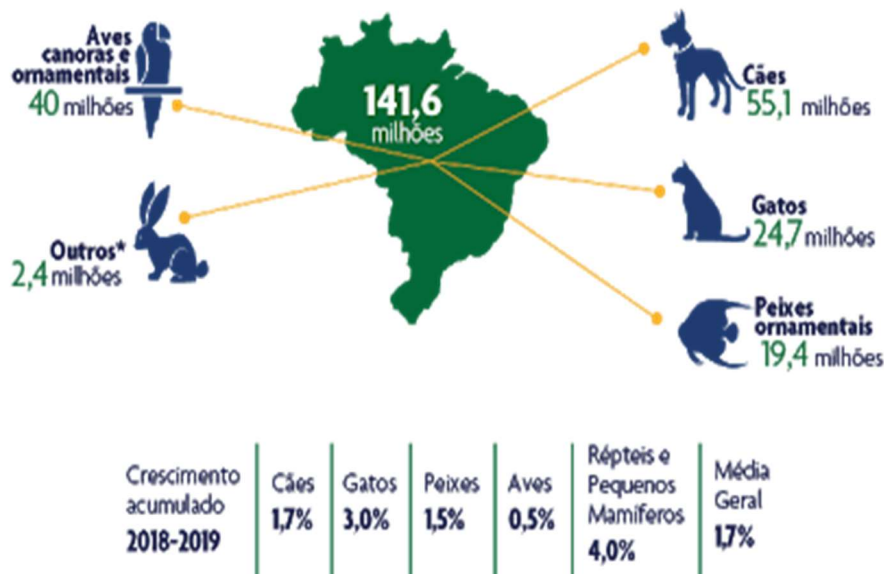 Aves
canoras e
ornamentais
40 milhões
141,6
milhões
Cães
55,1 milhões
Outros*
2,4 milhões
Gatos
24,7 milhões
Peixes
ornamentais
19,4 milhões
Crescimento
acumulado
2018-2019
Cães
1,7%
Gatos
3,0%
Peixes
1,5%
Aves
0,5%
Répteis e
Pequenos
Mamíferos
4,0%
Média
Geral
1,7%